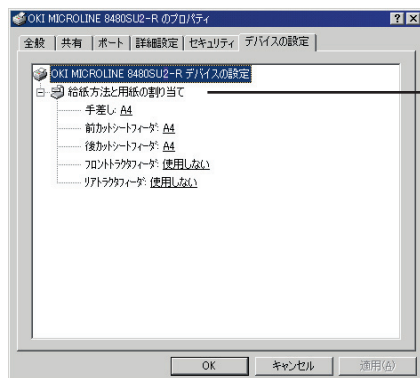 OKI MICROLINE 8480SU2-R のプロパティ
全般 共有 ポート 詳細設定 セキュリティ デバイスの設定
OKI MICROLINE 8480SU2-R デバイスの設定
給紙方法と用紙の割り当て
手差し: A4
前カットシートフィーダ: A4
後カットシートフィーダ: A4
フロントトラクタフィーダ: 使用しない
リアトラクタフィーダ: 使用しない
OK キャンセル 適用(A)